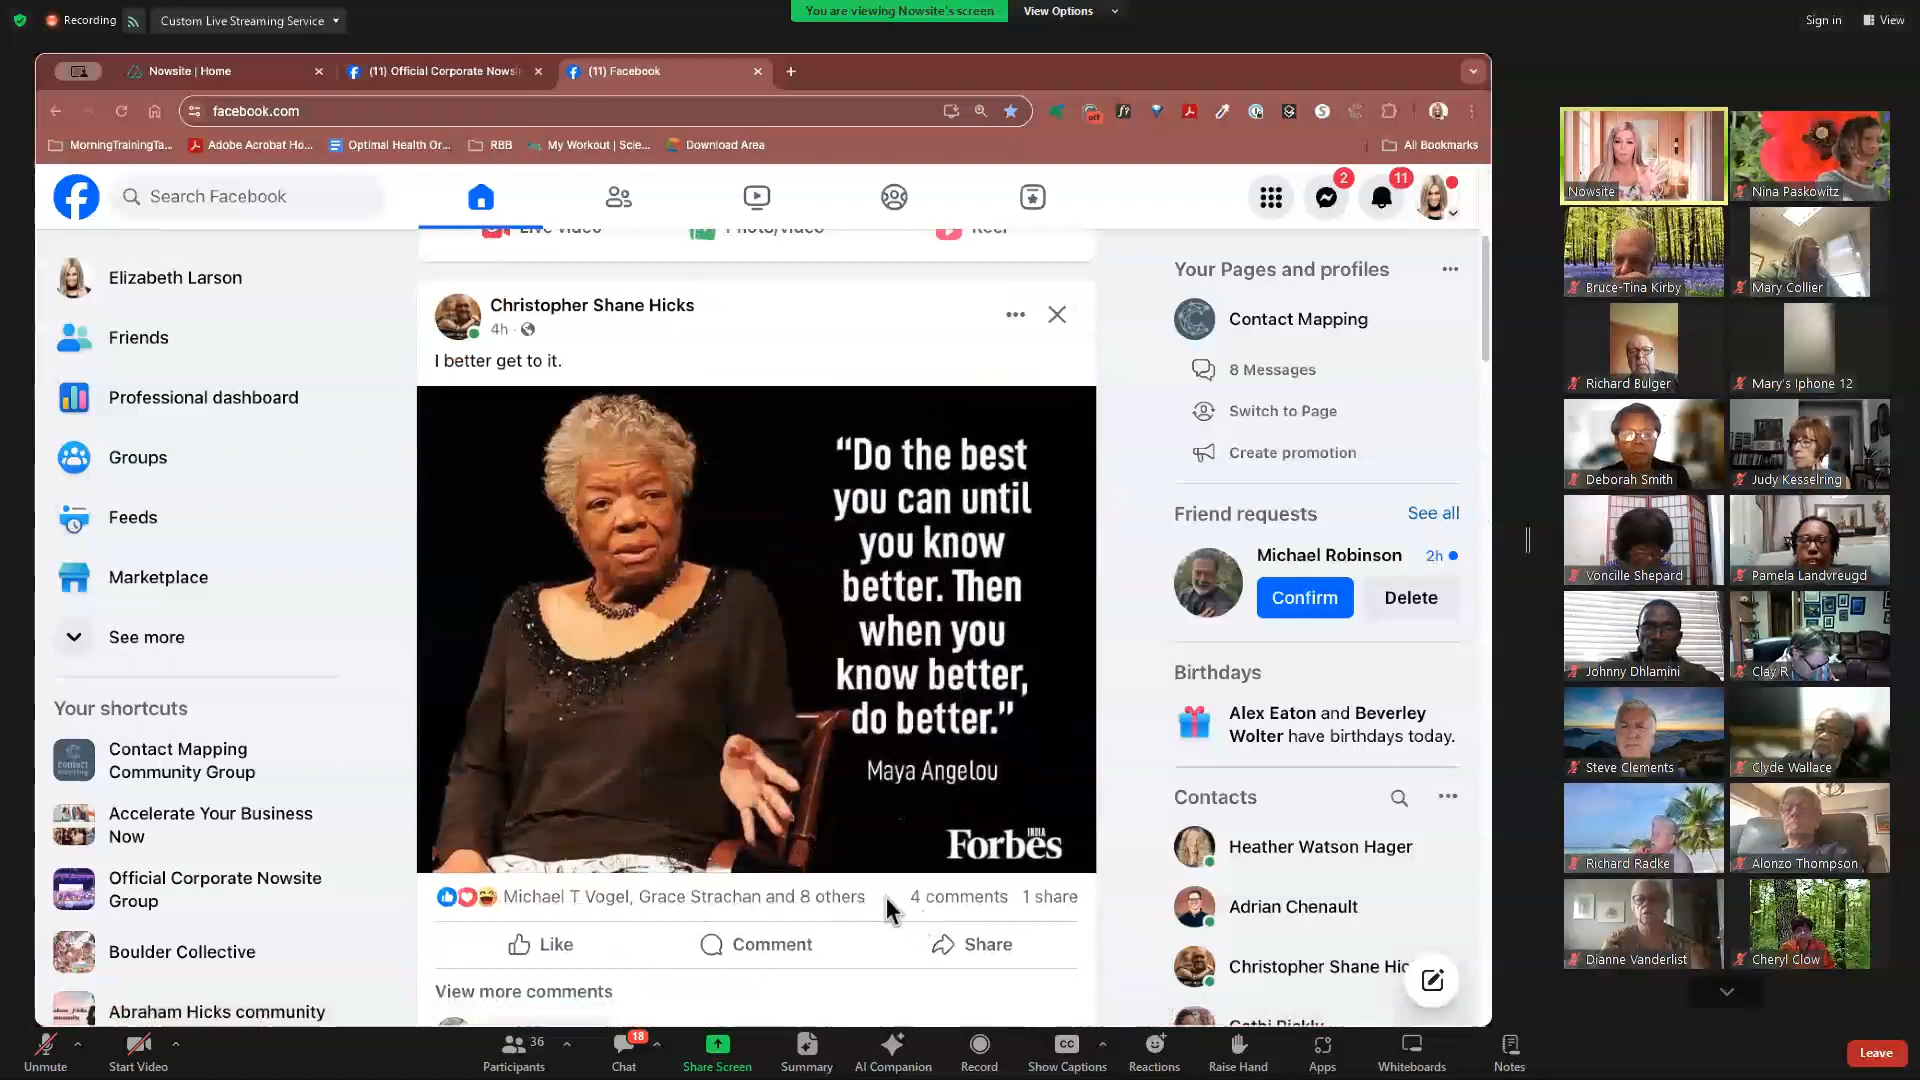 Recording
Custom Live Streaming Service
You are viewing Nowsite's screen
View Options
Sign in
View
Nowsite | Home
(11) Official Corporate Nowsi
(11) Facebook
facebook.com
off
f?
S
MorningTrainingTa...
Adobe Acrobat Ho...
Optimal Health Or...
RBB
My Workout | Scie...
Download Area
All Bookmarks
Search Facebook
2
11
Live video
Photo/video
Reel
Elizabeth Larson
Friends
Professional dashboard
Groups
Feeds
Marketplace
See more
Your shortcuts
Contact Mapping
Community Group
Accelerate Your Business
Now
Official Corporate Nowsite
Group
Boulder Collective
Abraham Hicks community
Christopher Shane Hicks
4h
I better get to it.
“Do the best
you can until
you know
better. Then
when you
know better,
do better.”
Maya Angelou
Forbes
INDIA
Michael T Vogel, Grace Strachan and 8 others
4 comments
1 share
Like
Comment
Share
View more comments
Your Pages and profiles
Contact Mapping
8 Messages
Switch to Page
Create promotion
Friend requests
See all
Michael Robinson
2h
Confirm
Delete
Birthdays
Alex Eaton and Beverley
Wolter have birthdays today.
Contacts
Heather Watson Hager
Adrian Chenault
Christopher Shane Hic
Nowsite
Nina Paskowitz
Bruce-Tina Kirby
Mary Collier
Richard Bulger
Mary's Iphone 12
Deborah Smith
Judy Kesselring
Voncille Shepard
Pamela Landvreugd
Johnny Dhlamini
Clay R
Steve Clements
Clyde Wallace
Richard Radke
Alonzo Thompson
Dianne Vanderlist
Cheryl Clow
Unmute
Start Video
Participants
36
Chat
18
Share Screen
Summary
AI Companion
Record
CC
Show Captions
Reactions
Raise Hand
Apps
Whiteboards
Notes
Leave